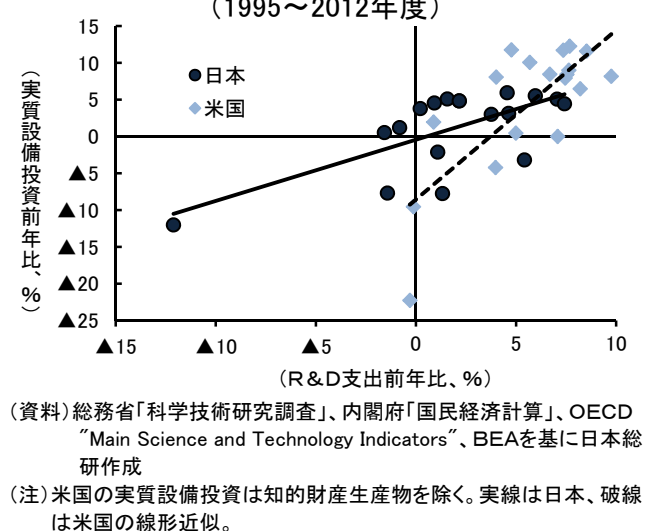 （1995～2012年度）
（実質設備投資前年比、％）
15
10
5
0
▲5
▲10
▲15
▲20
▲25
●日本
◆米国
▲15 ▲10 ▲5 0 5 10
（Ｒ＆Ｄ支出前年比、％）
（資料）総務省「科学技術研究調査」、内閣府「国民経済計算」、ＯＥＣＤ
"Main Science and Technology Indicators"、ＢＥＡを基に日本総
研作成
（注）米国の実質設備投資は知的財産生産物を除く。実線は日本、破線
は米国の線形近似。